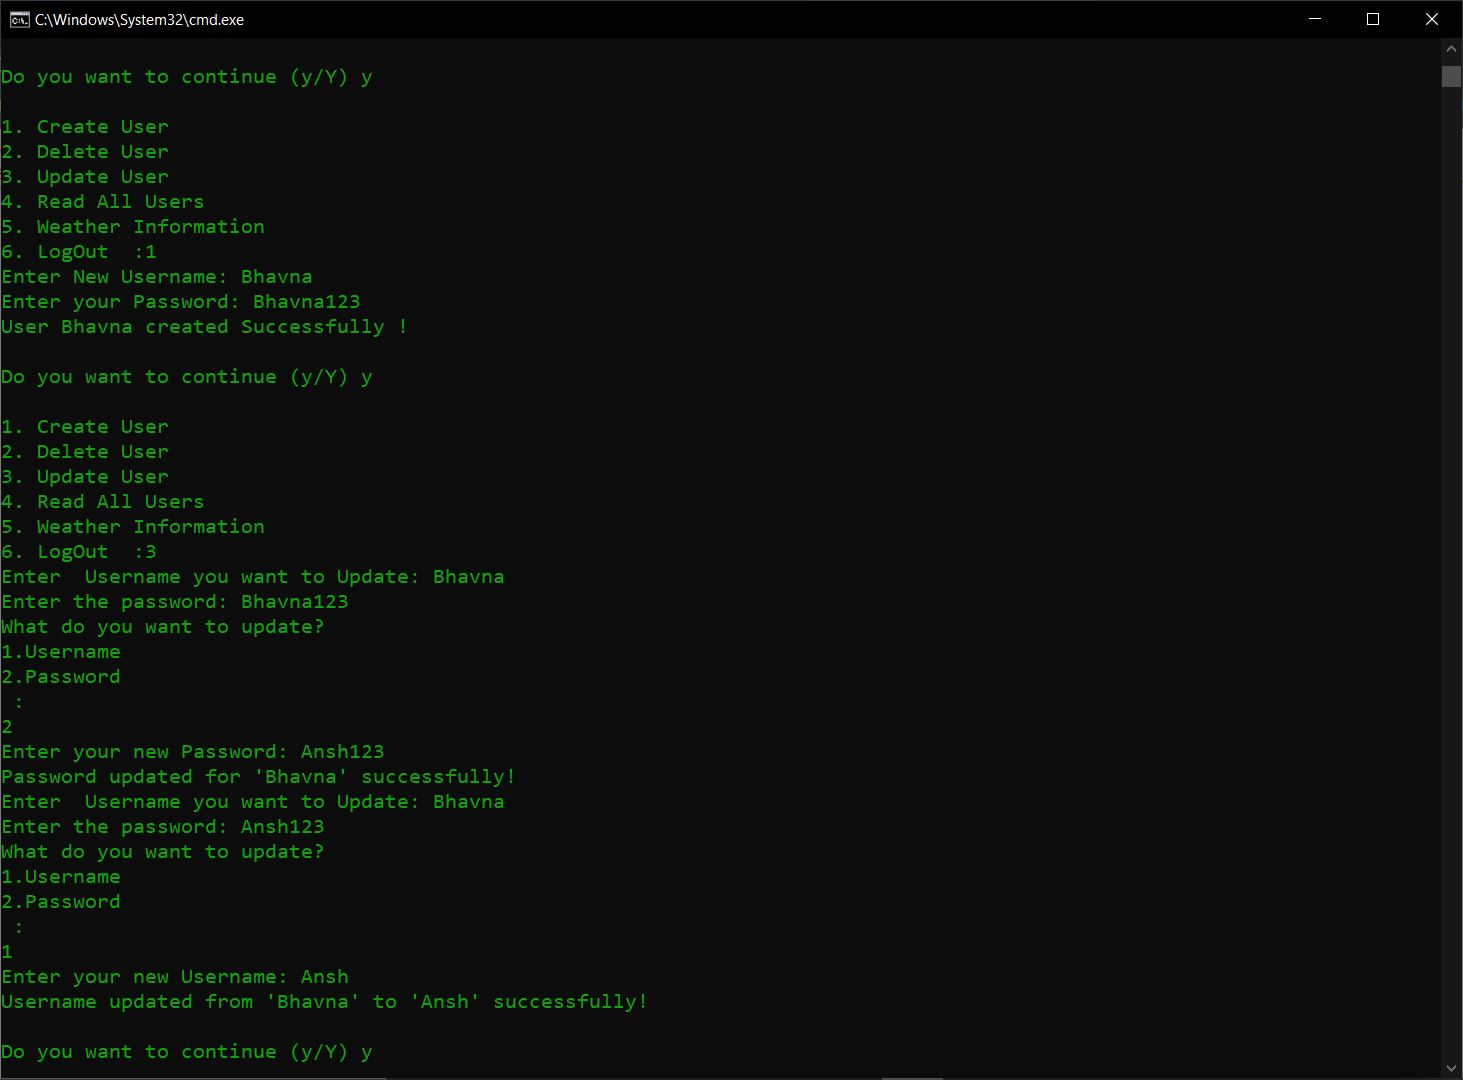 C:\Windows\System32\cmd.exe
Do you want to continue (y/Y) y
1. Create User
2. Delete User
3. Update User
4. Read All Users
5. Weather Information
6. LogOut  :1
Enter New Username: Bhavna
Enter your Password: Bhavna123
User Bhavna created Successfully !
Do you want to continue (y/Y) y
1. Create User
2. Delete User
3. Update User
4. Read All Users
5. Weather Information
6. LogOut  :3
Enter  Username you want to Update: Bhavna
Enter the password: Bhavna123
What do you want to update?
1.Username
2.Password
 :
2
Enter your new Password: Ansh123
Password updated for 'Bhavna' successfully!
Enter  Username you want to Update: Bhavna
Enter the password: Ansh123
What do you want to update?
1.Username
2.Password
 :
1
Enter your new Username: Ansh
Username updated from 'Bhavna' to 'Ansh' successfully!
Do you want to continue (y/Y) y